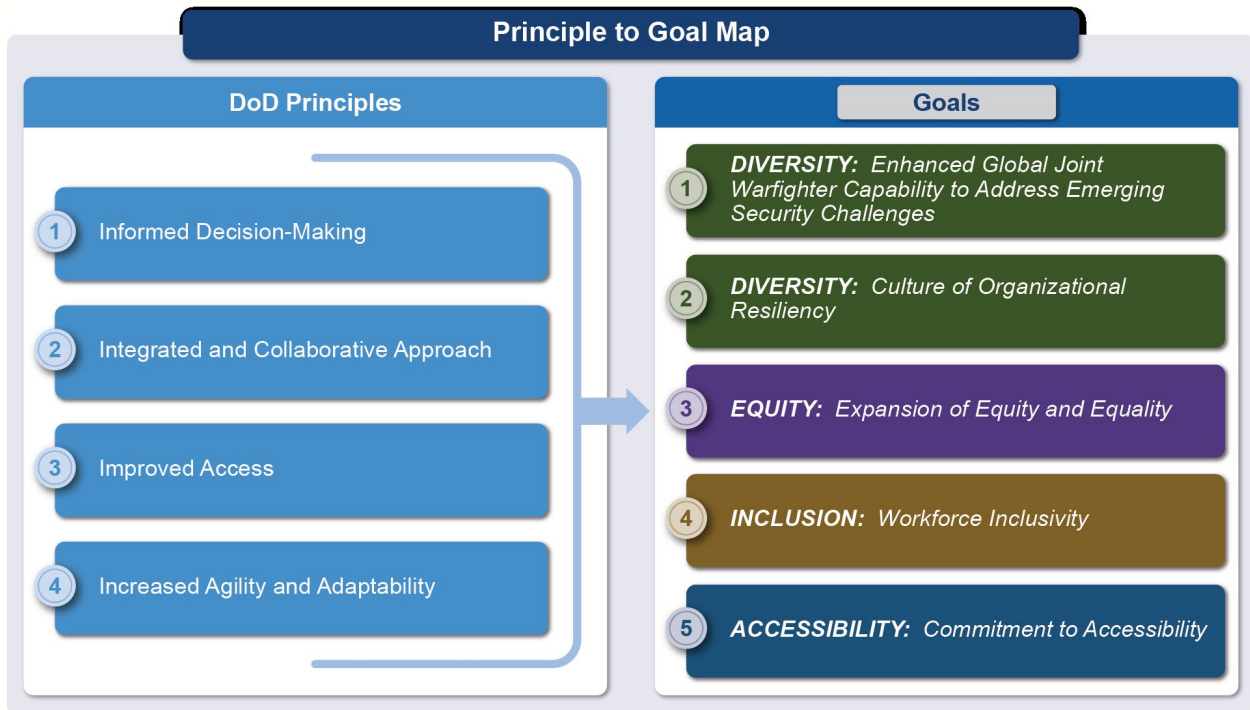 Principle to Goal Map
DoD Principles
1
Informed Decision-Making
2
Integrated and Collaborative Approach
3
Improved Access
4
Increased Agility and Adaptability
Goals
1
DIVERSITY: Enhanced Global Joint
Warfighter Capability to Address Emerging
Security Challenges
2
DIVERSITY: Culture of Organizational
Resiliency
3
EQUITY: Expansion of Equity and Equality
4
INCLUSION: Workforce Inclusivity
5
ACCESSIBILITY: Commitment to Accessibility